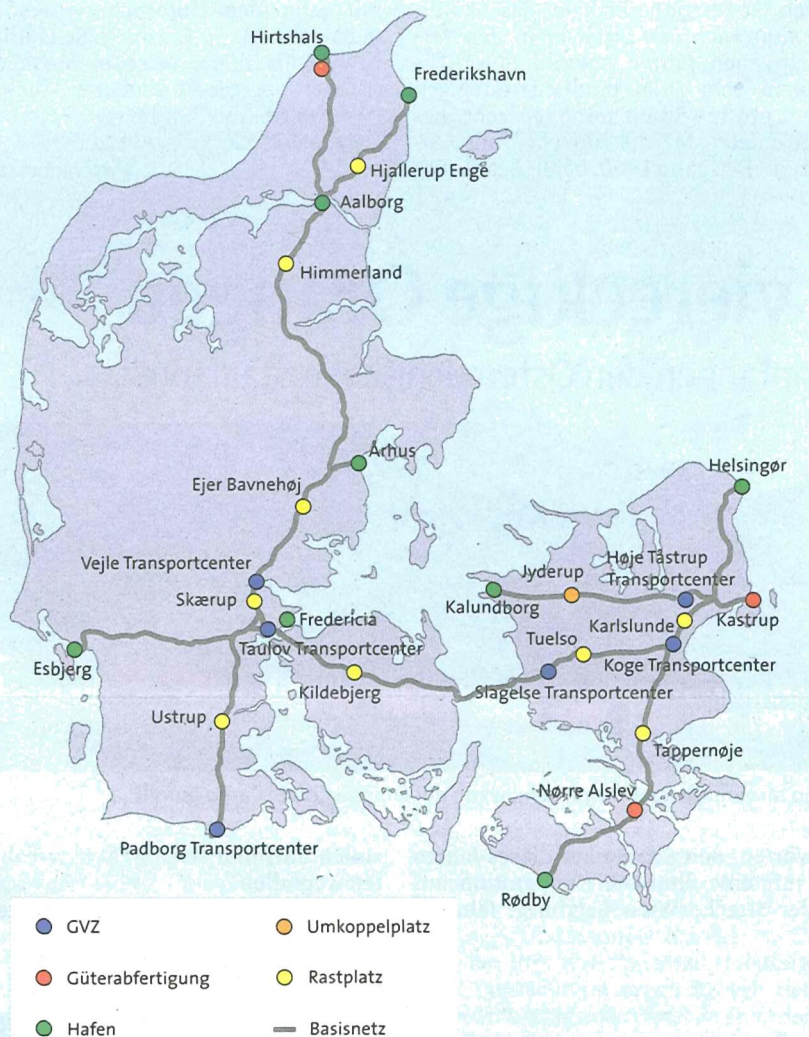 Hirtshals
Frederikshavn
Hjallerup Enge
Aalborg
Himmerland
Århus
Ejer Bavnehøj
Helsingør
Vejle Transportcenter
Høje Tåstrup
Transportcenter
Jyderup
Skærup
Kalundborg
Kastrup
Fredericia
Karlslunde
Tuelso
Taulov Transportcenter
Esbjerg
Koge Transportcenter
Kildebjerg
Slagelse Transportcenter
Ustrup
Tappernøje
Nørre Alslev
Padborg Transportcenter
Rødby
GVZ
Umkoppelplatz
Güterabfertigung
Rastplatz
Hafen
Basisnetz